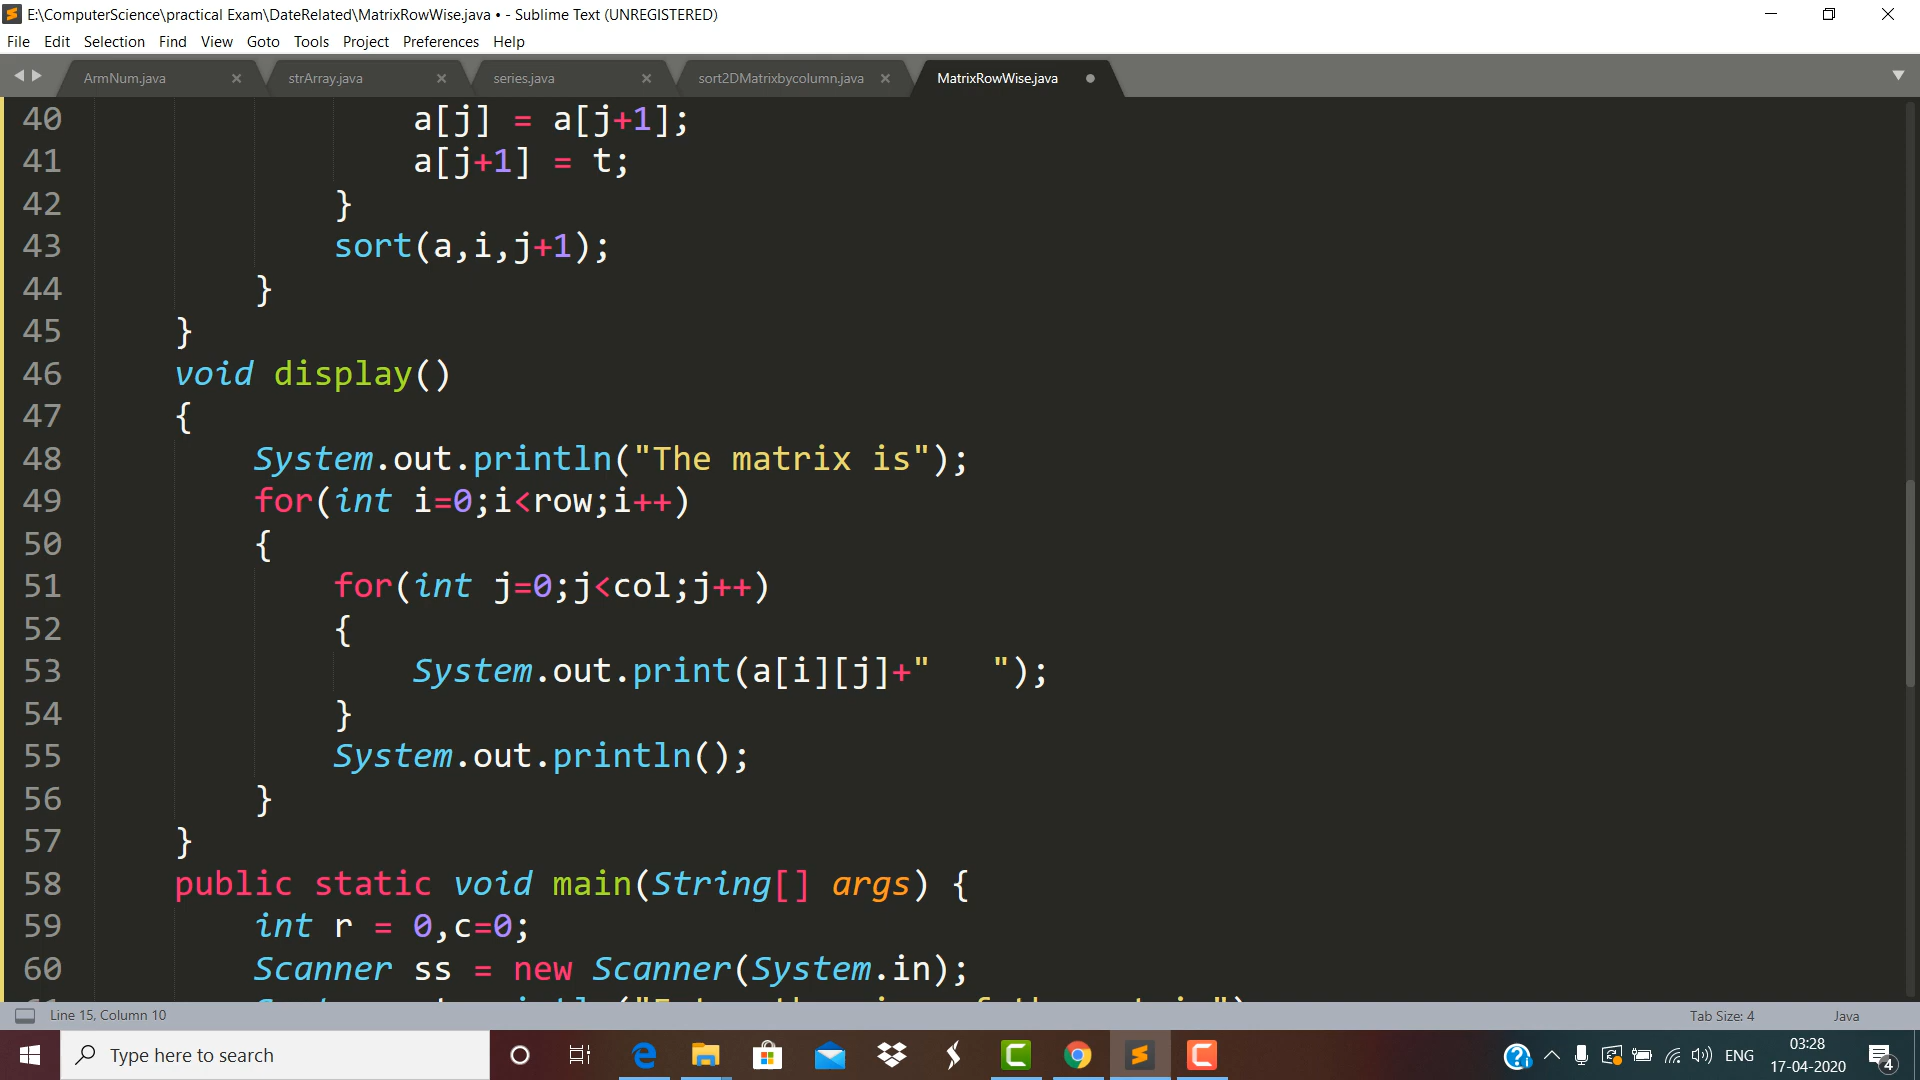 E:\ComputerScience\practical Exam\DateRelated\MatrixRowWise.java • - Sublime Text (UNREGISTERED)
File Edit Selection Find View Goto Tools Project Preferences Help
ArmNum.java strArray.java series.java sort2DMatrixbycolumn.java MatrixRowWise.java
40 a[j] = a[j+1];
41 a[j+1] = t;
42 }
43 sort(a,i,j+1);
44 }
45 }
46 void display()
47 {
48 System.out.println("The matrix is");
49 for(int i=0;i<row;i++)
50 {
51 for(int j=0;j<col;j++)
52 {
53 System.out.print(a[i][j]+"   ");
54 }
55 System.out.println();
56 }
57 }
58 public static void main(String[] args) {
59 int r = 0,c=0;
60 Scanner ss = new Scanner(System.in);
Line 15, Column 10 Tab Size: 4 Java
Type here to search
ENG
03:28
17-04-2020
4